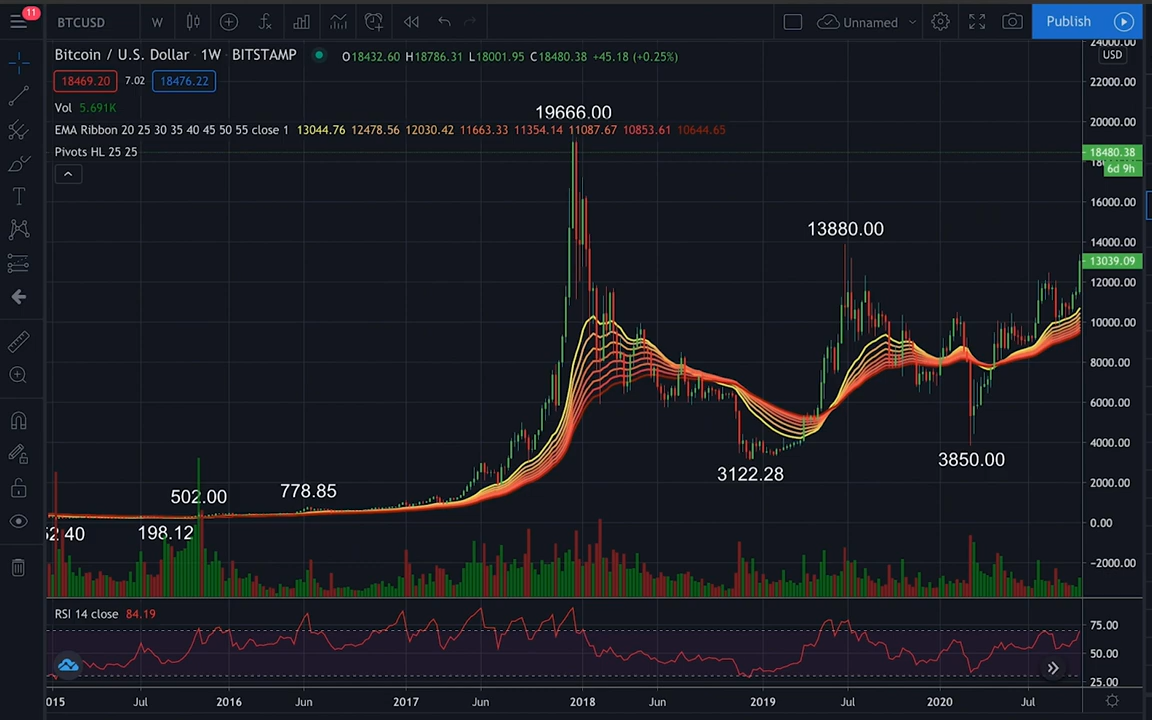 11
BTCUSD W Unnamed Publish
Bitcoin / U.S. Dollar · 1W · BITSTAMP O18432.60 H18786.31 L18001.95 C18480.38 +45.18 (+0.25%)
18469.20 7.02 18476.22
Vol 5.691K
EMA Ribbon 20 25 30 35 40 45 50 55 close 1 13044.76 12478.56 12030.42 11663.33 11354.14 11087.67 10853.61 10644.65
Pivots HL 25 25
24000.00
USD
22000.00
20000.00
18480.38
6d 9h
16000.00
14000.00
13039.09
12000.00
10000.00
8000.00
6000.00
4000.00
2000.00
0.00
−2000.00
19666.00
13880.00
3122.28
3850.00
502.00
778.85
52.40
198.12
RSI 14 close 84.19
75.00
50.00
25.00
2015 Jul 2016 Jun 2017 Jun 2018 Jun 2019 Jul 2020 Jul